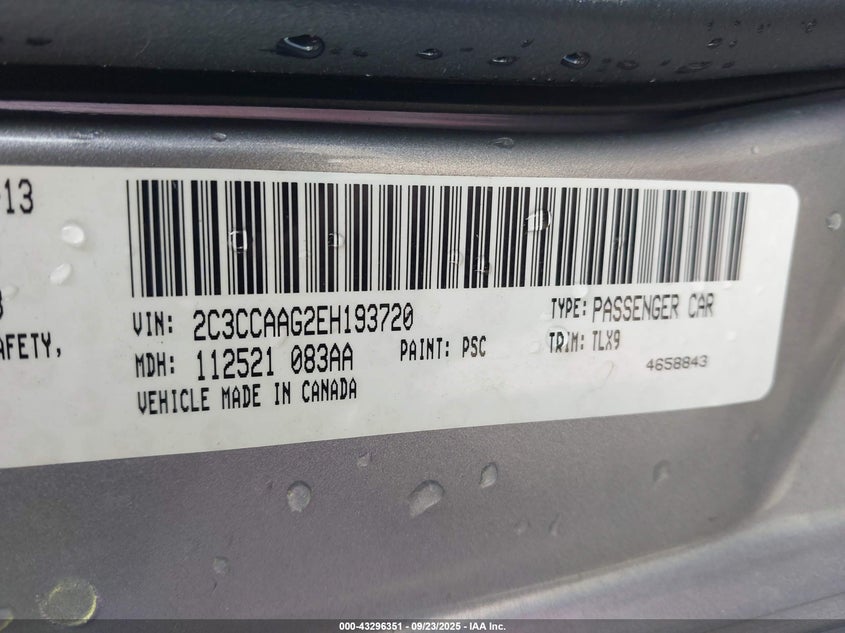 -13
AFETY,
VIN: 2C3CCAAG2EH193720
TYPE: PASSENGER CAR
MDH: 112521 083AA
PAINT: PSC
TRIM: TLX9
VEHICLE MADE IN CANADA
4658843
000-43296351 - 09/23/2025 - IAA Inc.